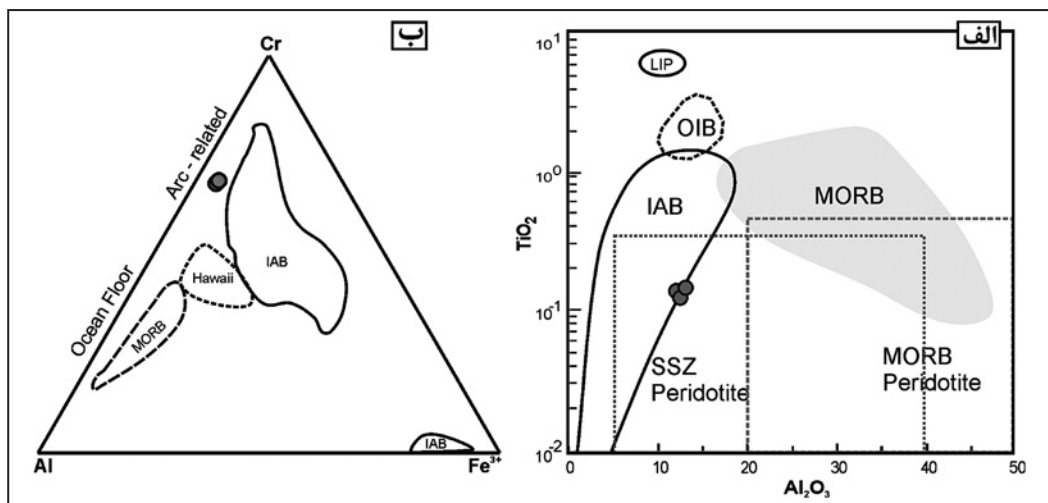 ب
Cr
Arc - related
Ocean Floor
IAB
Hawaii
MORB
IAB
Al
Fe³⁺
الف
10¹
LIP
OIB
10⁰
MORB
IAB
TiO₂
10⁻¹
SSZ
Peridotite
MORB
Peridotite
10⁻²
0 10 20 30 40 50
Al₂O₃